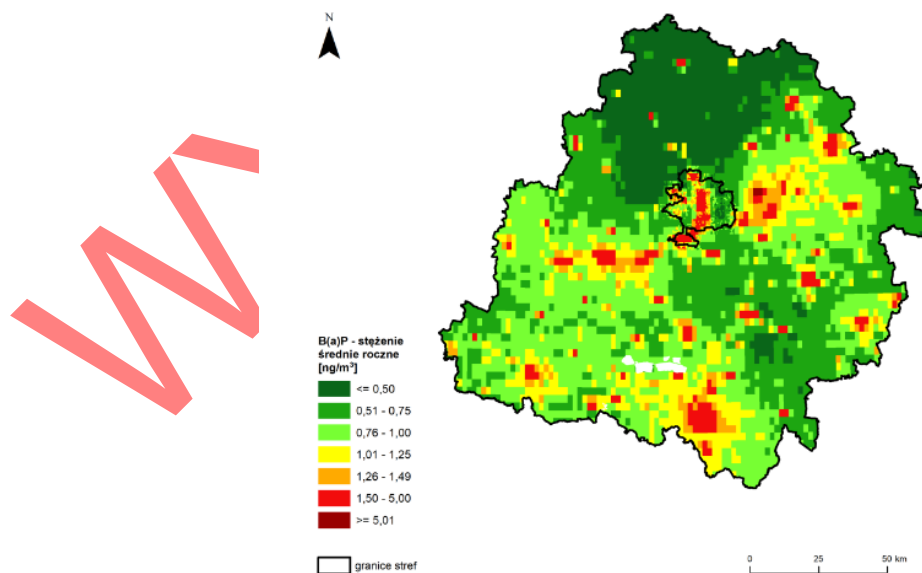 N
W
B(a)P - stężenie
średnie roczne
[ng/m³]
<= 0,50
0,51 - 0,75
0,76 - 1,00
1,01 - 1,25
1,26 - 1,49
1,50 - 5,00
>= 5,01
granice stref
0 25 50 km